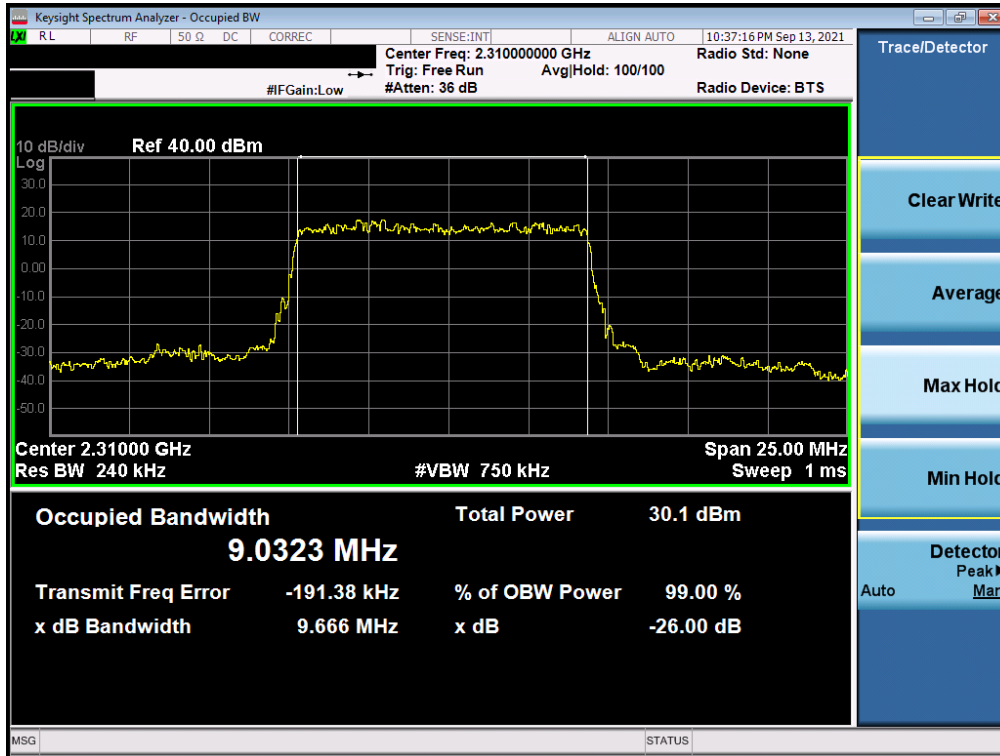 Keysight Spectrum Analyzer - Occupied BW
LXI RL RF 50 Ω DC CORREC SENSE:INT ALIGN AUTO 10:37:16 PM Sep 13, 2021
Center Freq: 2.310000000 GHz Radio Std: None
Trig: Free Run Avg|Hold: 100/100
#IFGain:Low #Atten: 36 dB Radio Device: BTS
Trace/Detector
10 dB/div Ref 40.00 dBm
Log
30.0
20.0
10.0
0.00
-10.0
-20.0
-30.0
-40.0
-50.0
Center 2.31000 GHz Span 25.00 MHz
Res BW 240 kHz #VBW 750 kHz Sweep 1 ms
Occupied Bandwidth Total Power 30.1 dBm
9.0323 MHz
Transmit Freq Error -191.38 kHz % of OBW Power 99.00 %
x dB Bandwidth 9.666 MHz x dB -26.00 dB
Clear Write
Average
Max Hold
Min Hold
Detector
Peak
Auto Man
MSG STATUS